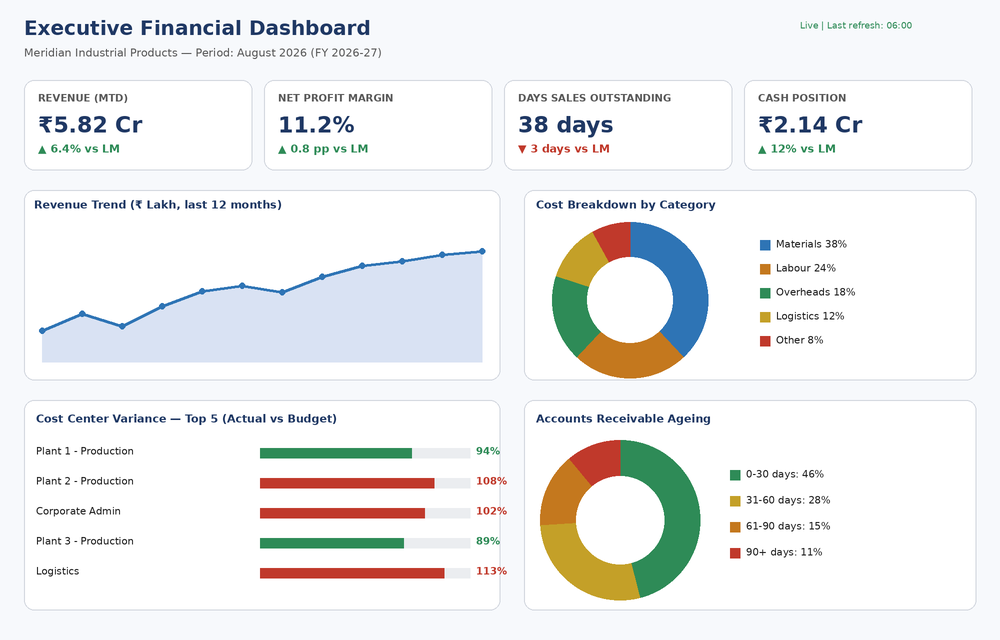 Executive Financial Dashboard
Live | Last refresh: 06:00
Meridian Industrial Products — Period: August 2026 (FY 2026-27)
REVENUE (MTD)
₹5.82 Cr
▲ 6.4% vs LM
NET PROFIT MARGIN
11.2%
▲ 0.8 pp vs LM
DAYS SALES OUTSTANDING
38 days
▼ 3 days vs LM
CASH POSITION
₹2.14 Cr
▲ 12% vs LM
Revenue Trend (₹ Lakh, last 12 months)
Cost Breakdown by Category
Materials 38%
Labour 24%
Overheads 18%
Logistics 12%
Other 8%
Cost Center Variance — Top 5 (Actual vs Budget)
Plant 1 - Production 94%
Plant 2 - Production 108%
Corporate Admin 102%
Plant 3 - Production 89%
Logistics 113%
Accounts Receivable Ageing
0-30 days: 46%
31-60 days: 28%
61-90 days: 15%
90+ days: 11%